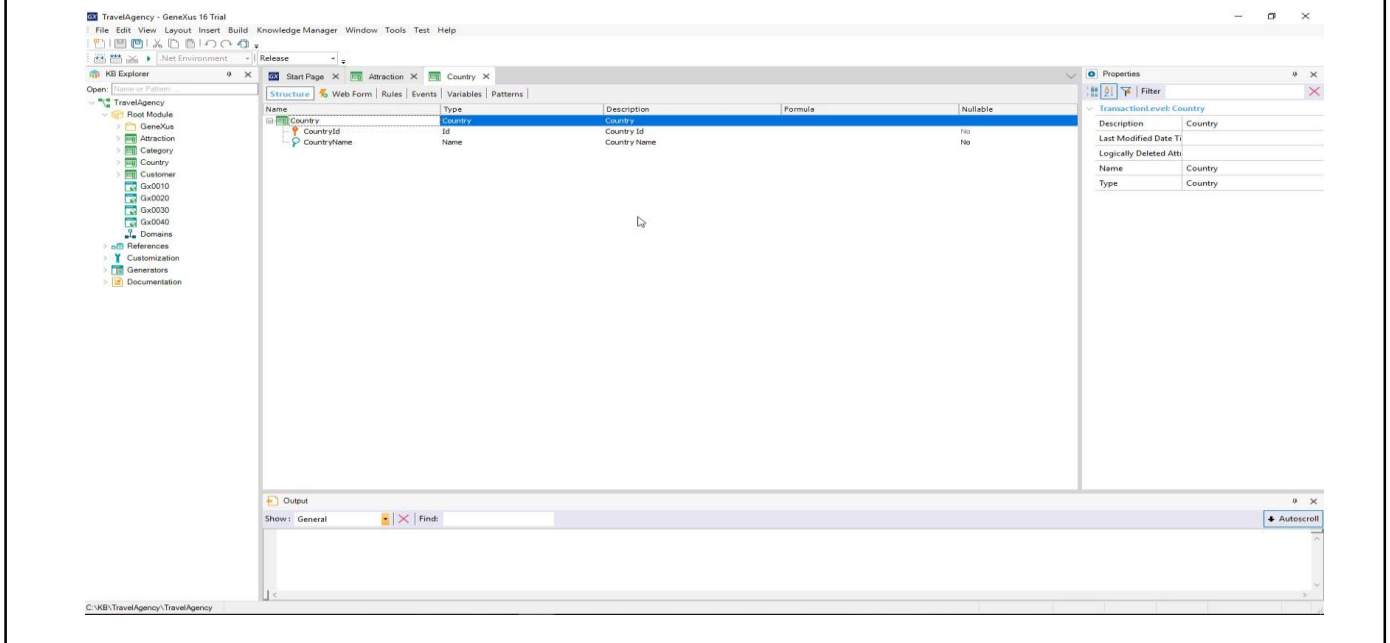 TravelAgency - GeneXus 16 Trial
File Edit View Layout Insert Build Knowledge Manager Window Tools Test Help
.Net Environment Release
KB Explorer
Open: Name or Pattern ...
TravelAgency
Root Module
GeneXus
Attraction
Category
Country
Customer
Gx0010
Gx0020
Gx0030
Gx0040
Domains
References
Customization
Generators
Documentation
Start Page Attraction Country
Structure Web Form Rules Events Variables Patterns
Name Type Description Formula Nullable
Country Country Country
CountryId Id Country Id No
CountryName Name Country Name No
Output
Show: General Find:
Autoscroll
Properties
Filter
TransactionLevel: Country
Description Country
Last Modified Date Ti
Logically Deleted Attr
Name Country
Type Country
C:\KB\TravelAgency\TravelAgency